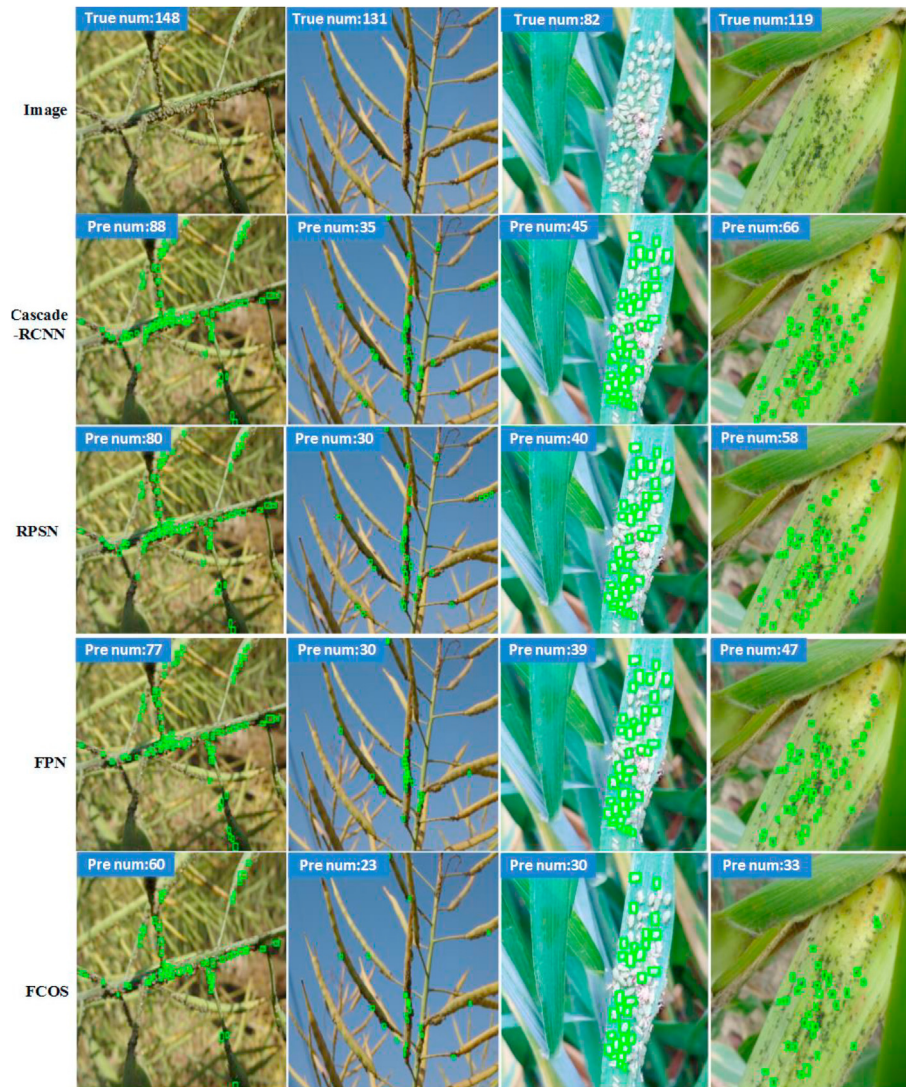 True num:148
True num:131
True num:82
True num:119
Image
Pre num:88
Pre num:35
Pre num:45
Pre num:66
Cascade
-RCNN
Pre num:80
Pre num:30
Pre num:40
Pre num:58
RPSN
Pre num:77
Pre num:30
Pre num:39
Pre num:47
FPN
Pre num:60
Pre num:23
Pre num:30
Pre num:33
FCOS